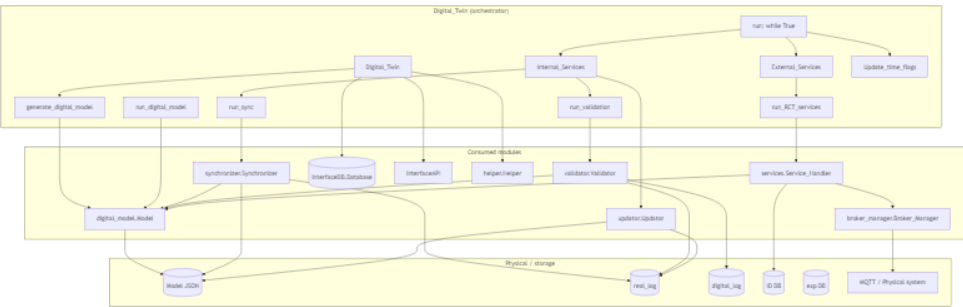 Digital_Twin (orchestrator)
run: while True
Digital_Twin
Internal_Services
External_Services
Update_time_flags
generate_digital_model
run_digital_model
run_sync
run_validation
run_RCT_services
Consumed modules
synchronizer.Synchronizer
interfaceDB.Database
interfaceAPI
helper.Helper
validator.Validator
services.Service_Handler
digital_model.Model
updator.Updator
broker_manager.Broker_Manager
Physical / storage
Model JSON
real_log
digital_log
ID DB
exp DB
MQTT / Physical system